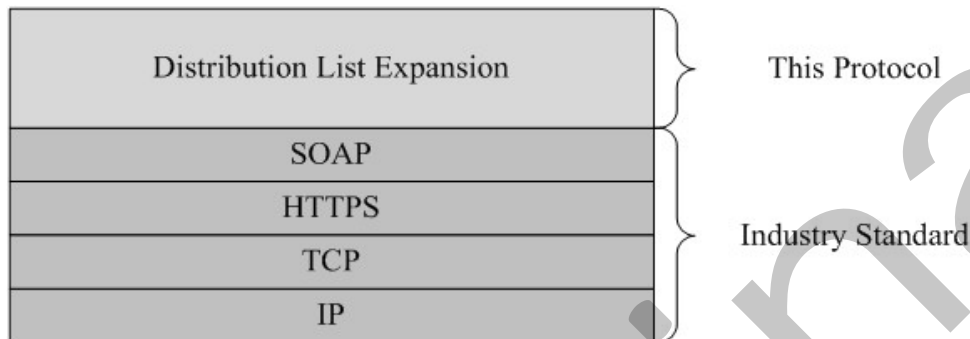 Distribution List Expansion
This Protocol
SOAP
HTTPS
Industry Standard
TCP
IP